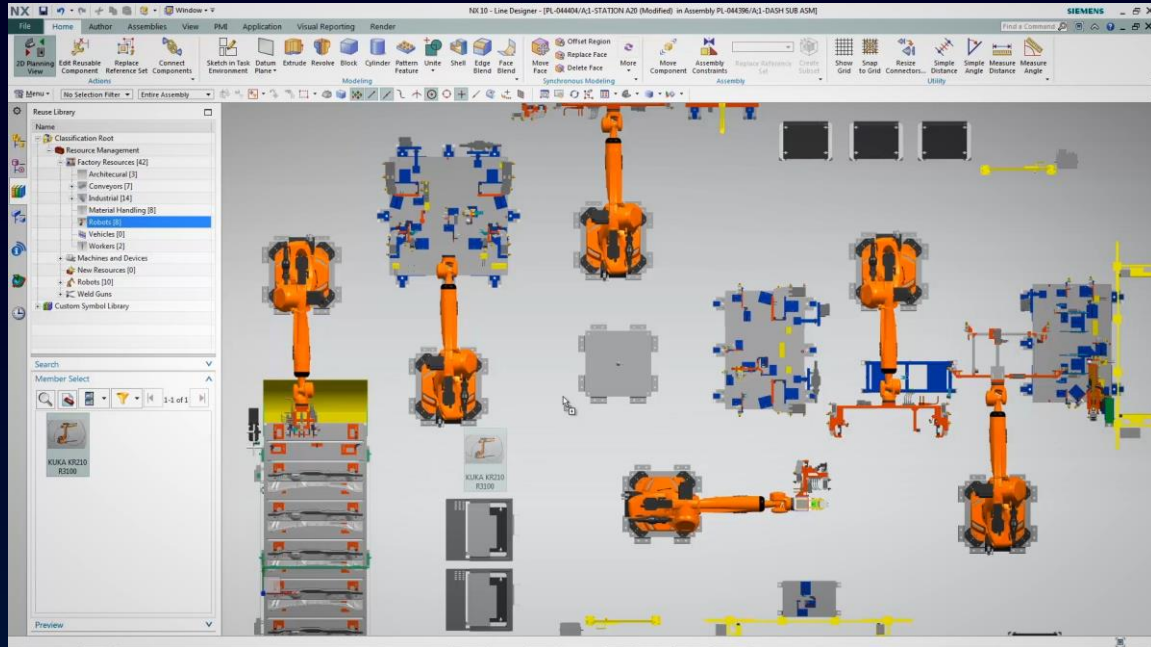 NX
Window
NX 10 - Line Designer - [PL-044404/A;1-STATION A20 (Modified) in Assembly PL-044396/A;1-DASH SUB ASM]
SIEMENS
File Home Author Assemblies View PMI Application Visual Reporting Render
Find a Command
2D Planning View
Edit Reusable Component
Replace Reference Set
Connect Components
Actions
Sketch in Task Environment
Datum Plane
Extrude
Revolve
Block
Cylinder
Pattern Feature
Unite
Shell
Edge Blend
Face Blend
Modeling
Move Face
Offset Region
Replace Face
Delete Face
More
Synchronous Modeling
Move Component
Assembly Constraints
Replace Reference Set
Create Subset
Assembly
Show Grid
Snap to Grid
Resize Connectors...
Simple Distance
Simple Angle
Measure Distance
Measure Angle
Utility
Menu
No Selection Filter
Entire Assembly
Reuse Library
Name
Classification Root
Resource Management
Factory Resources [42]
Architecural [3]
Conveyors [7]
Industrial [14]
Material Handling [8]
Robots [8]
Vehicles [0]
Workers [2]
Machines and Devices
New Resources [0]
Robots [10]
Weld Guns
Custom Symbol Library
Search
Member Select
1-1 of 1
KUKA KR210
R3100
KUKA KR210
R3100
Preview